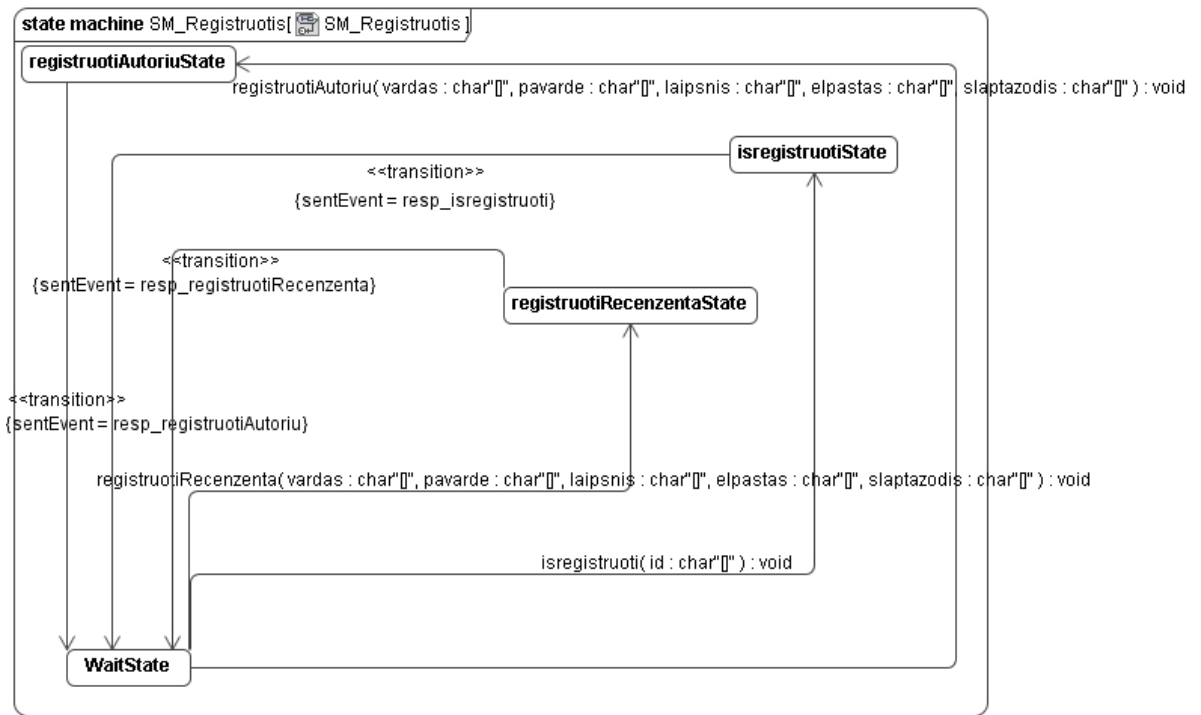 state machine SM_Registruotis[ SM_Registruotis ]
registruotiAutoriuState
registruotiAutoriu( vardas : char"[]", pavarde : char"[]", laipsnis : char"[]", elpastas : char"[]", slaptazodis : char"[]" ) : void
isregistruotiState
<<transition>>
{sentEvent = resp_isregistruoti}
<<transition>>
{sentEvent = resp_registruotiRecenzenta}
registruotiRecenzentaState
<<transition>>
{sentEvent = resp_registruotiAutoriu}
registruotiRecenzenta( vardas : char"[]", pavarde : char"[]", laipsnis : char"[]", elpastas : char"[]", slaptazodis : char"[]" ) : void
isregistruoti( id : char"[]" ) : void
WaitState